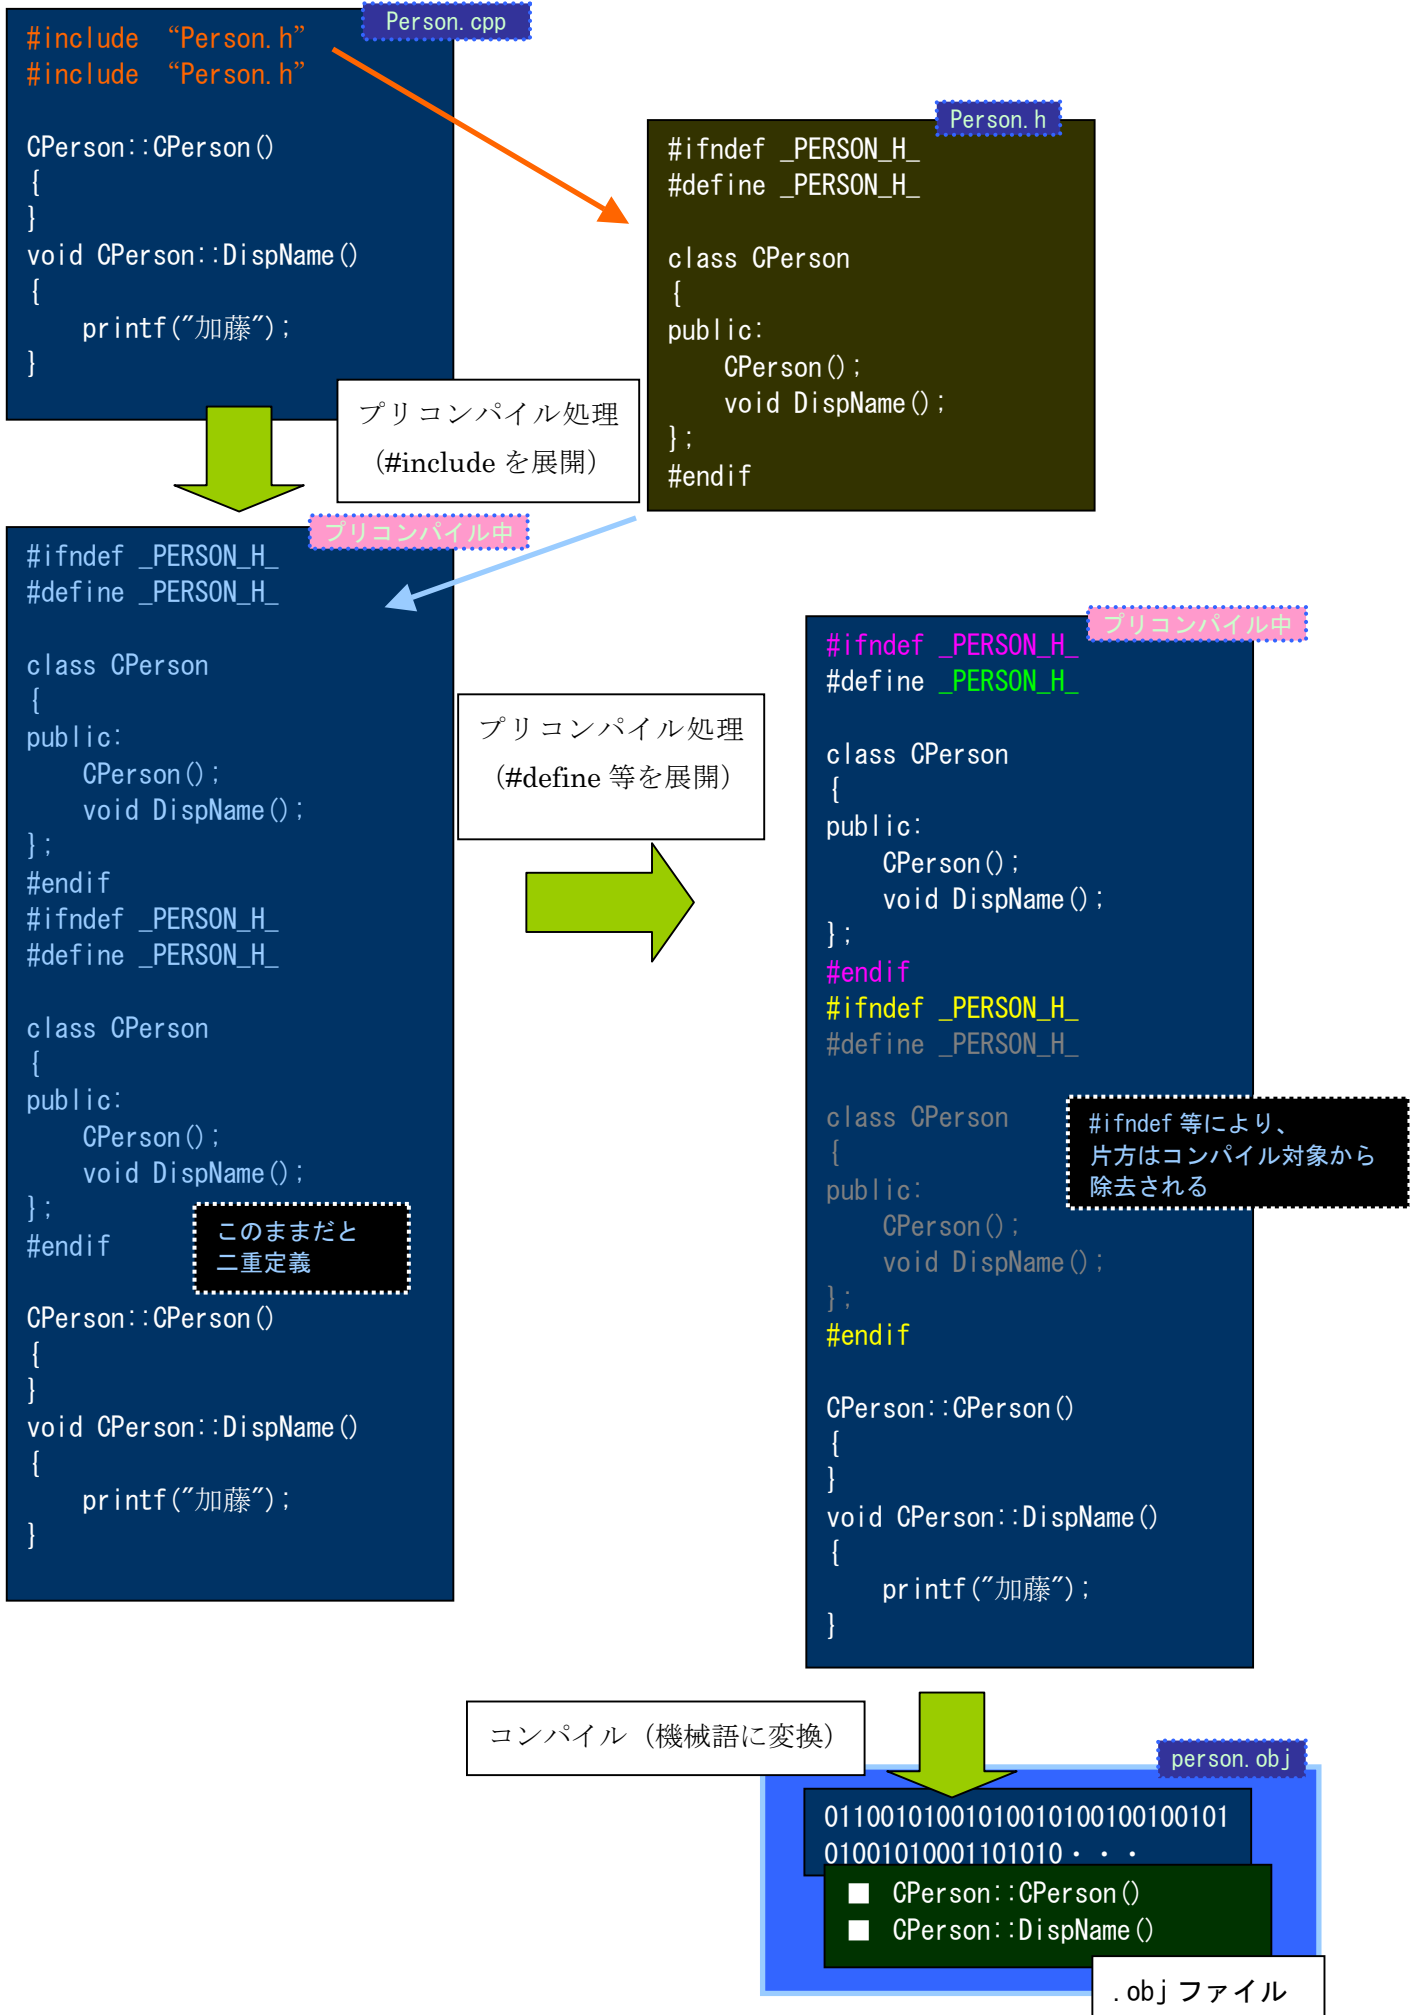 Person.cpp
#include “Person.h”
#include “Person.h”
CPerson::CPerson()
{
}
void CPerson::DispName()
{
printf("加藤");
}
Person.h
#ifndef _PERSON_H_
#define _PERSON_H_
class CPerson
{
public:
CPerson();
void DispName();
};
#endif
プリコンパイル処理
(#include を展開)
プリコンパイル中
#ifndef _PERSON_H_
#define _PERSON_H_
class CPerson
{
public:
CPerson();
void DispName();
};
#endif
#ifndef _PERSON_H_
#define _PERSON_H_
class CPerson
{
public:
CPerson();
void DispName();
};
#endif
このままだと
二重定義
CPerson::CPerson()
{
}
void CPerson::DispName()
{
printf("加藤");
}
プリコンパイル処理
(#define 等を展開)
プリコンパイル中
#ifndef _PERSON_H_
#define _PERSON_H_
class CPerson
{
public:
CPerson();
void DispName();
};
#endif
#ifndef _PERSON_H_
#define _PERSON_H_
class CPerson
{
public:
CPerson();
void DispName();
};
#endif
#ifndef 等により、
片方はコンパイル対象から
除去される
CPerson::CPerson()
{
}
void CPerson::DispName()
{
printf("加藤");
}
コンパイル（機械語に変換）
person.obj
01100101001010010100100100101
01001010001101010・・・
■ CPerson::CPerson()
■ CPerson::DispName()
.obj ファイル